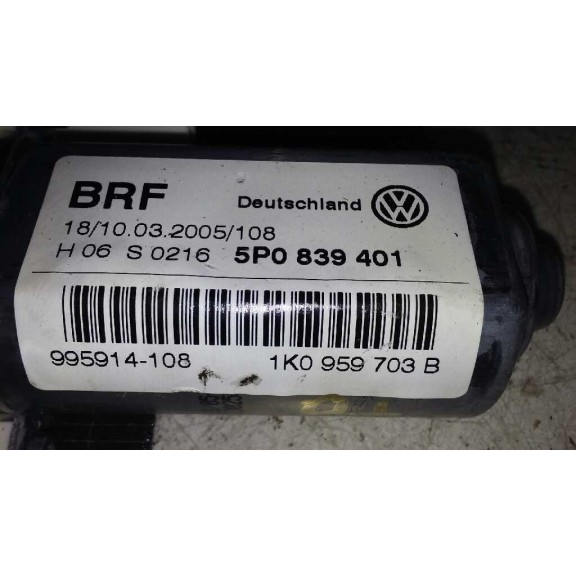 BRF Deutschland
18/10.03.2005/108
H 06 S 0216 5P0 839 401
995914-108 1K0 959 703 B